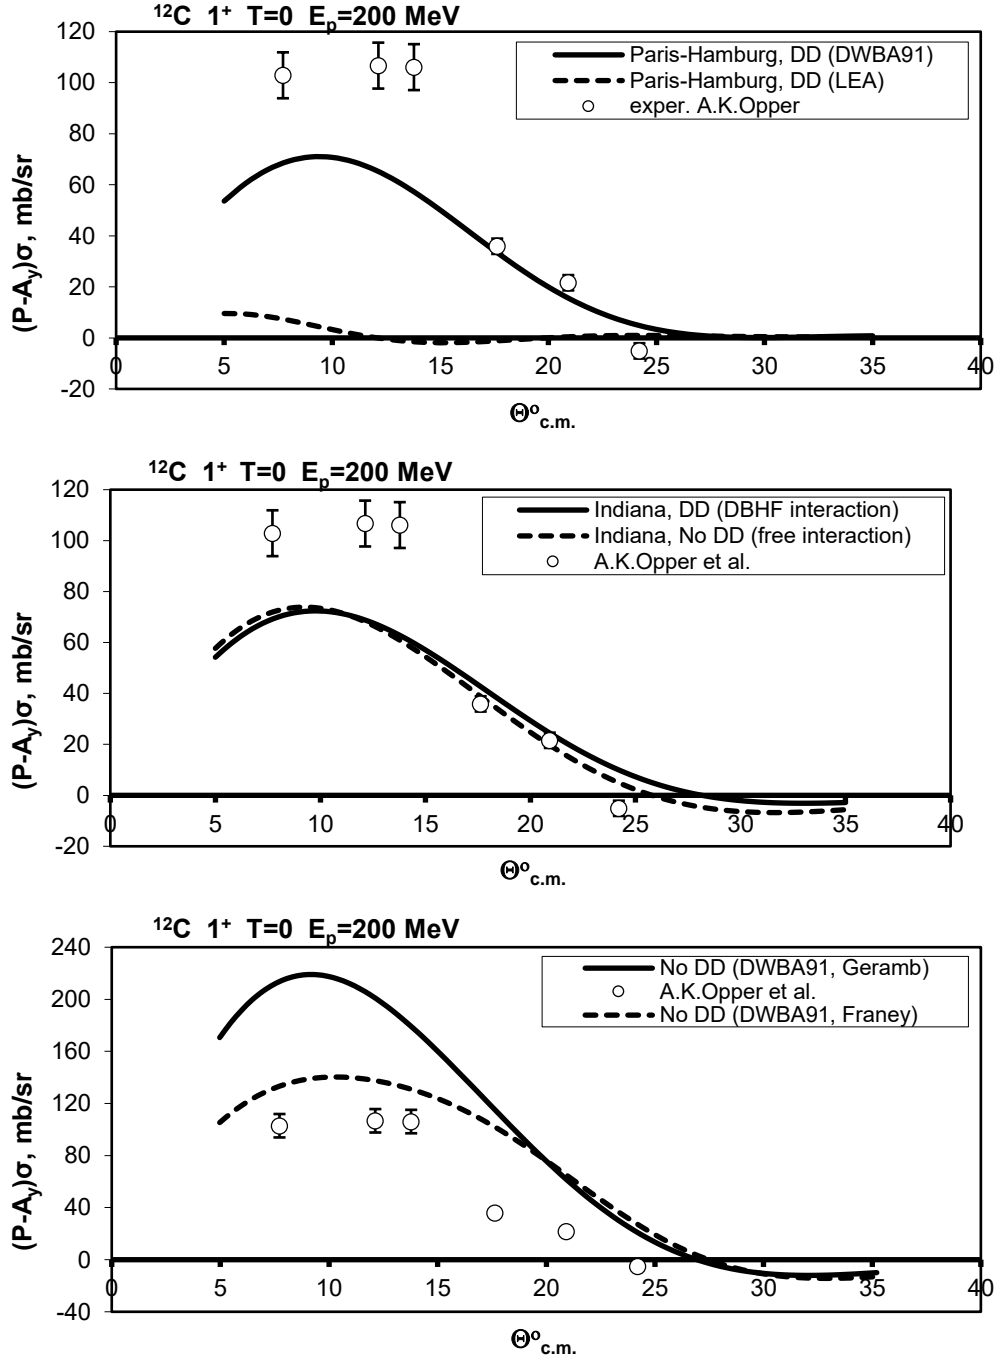 ¹²C 1⁺ T=0 Eₚ=200 MeV
120
100
80
60
40
20
0
-20
(P-Aᵧ)σ, mb/sr
Paris-Hamburg, DD (DWBA91)
Paris-Hamburg, DD (LEA)
exper. A.K.Opper
0 5 10 15 20 25 30 35 40
Θ°c.m.
¹²C 1⁺ T=0 Eₚ=200 MeV
120
100
80
60
40
20
0
-20
(P-Aᵧ)σ, mb/sr
Indiana, DD (DBHF interaction)
Indiana, No DD (free interaction)
A.K.Opper et al.
0 5 10 15 20 25 30 35 40
Θ°c.m.
¹²C 1⁺ T=0 Eₚ=200 MeV
240
200
160
120
80
40
0
-40
(P-Aᵧ)σ, mb/sr
No DD (DWBA91, Geramb)
A.K.Opper et al.
No DD (DWBA91, Franey)
0 5 10 15 20 25 30 35 40
Θ°c.m.